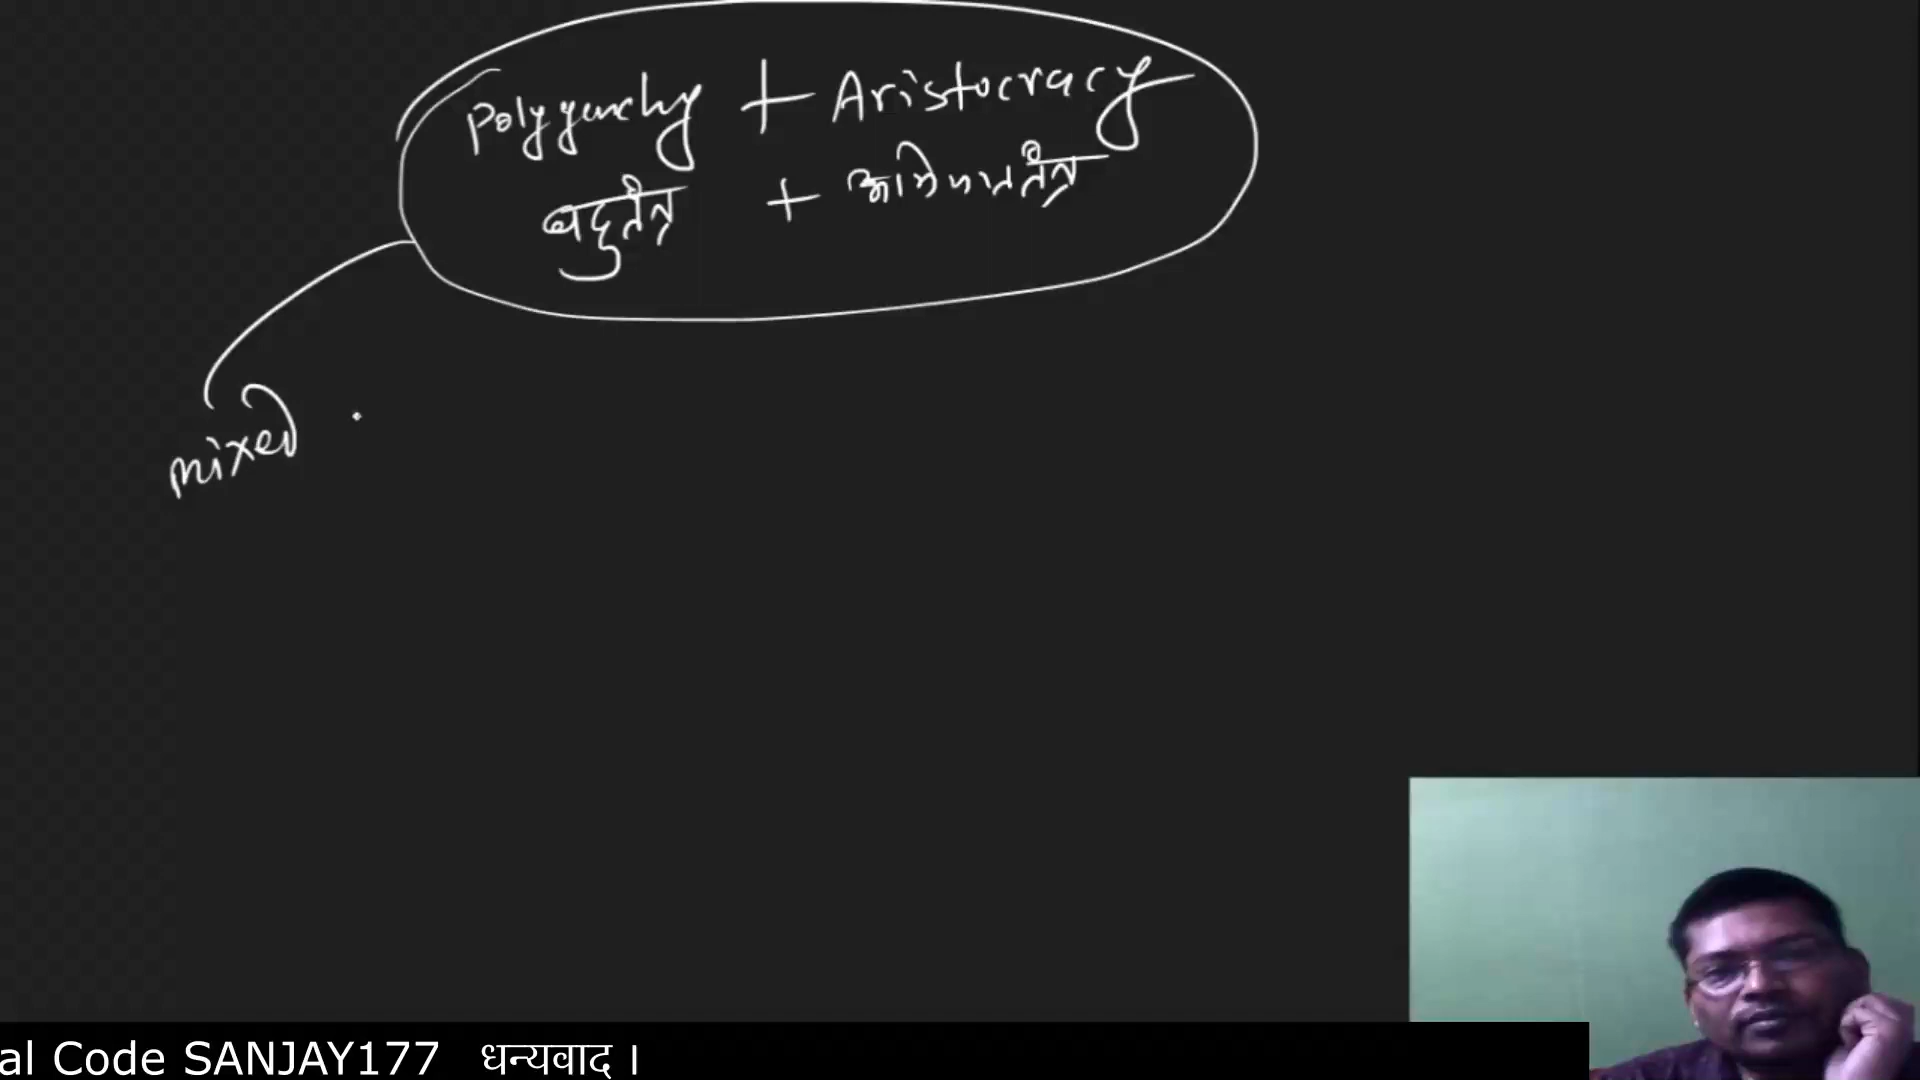 Polygarchy + Aristocracy
बहुतंत्र + अभिजाततंत्र
mixed
al Code SANJAY177 धन्यवाद ।